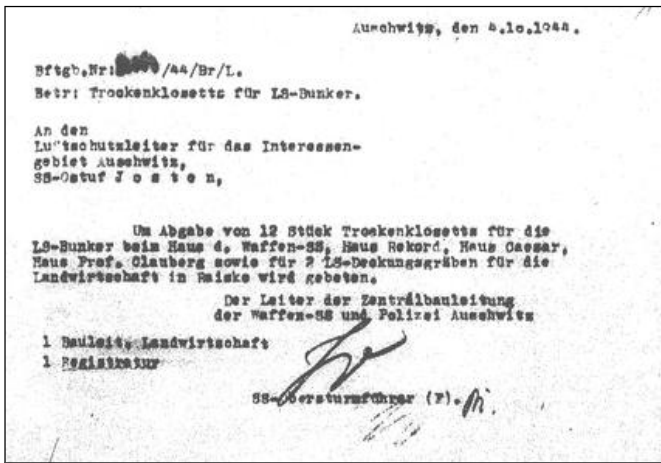 Auschwitz, den 4.10.1944.
Bftgb.Nr: /44/Br/L.
Betr: Trockenklosetts für LS-Bunker.
An den
Luftschutzleiter für das Interessen-
gebiet Auschwitz,
SS-Ostuf J o s t e n,
Um Abgabe von 12 Stück Trockenklosetts für die
LS-Bunker beim Haus d. Waffen-SS, Haus Rekord, Haus Caesar,
Haus Prof. Clauberg sowie für 2 LS-Deckungsgräben für die
Landwirtschaft in Raisko wird gebeten.
Der Leiter der Zentralbauleitung
der Waffen-SS und Polizei Auschwitz
1 Bauleit. Landwirtschaft
1 Registratur
SS-Obersturmführer (F).